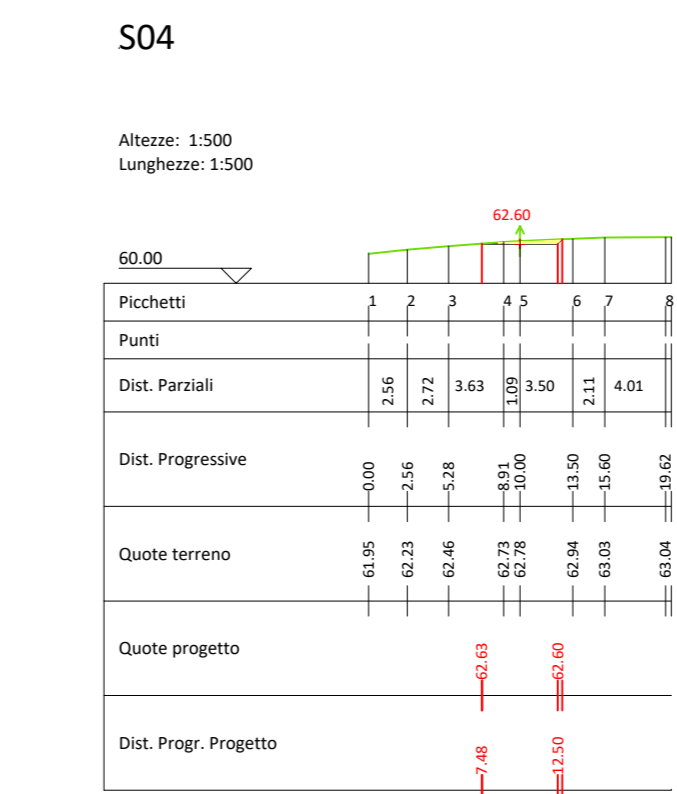 S04
Altezze: 1:500
Lunghezze: 1:500
62.60
60.00
Picchetti 1 2 3 4 5 6 7 8
Punti
Dist. Parziali 2.56 2.72 3.63 1.09 3.50 2.11 4.01
Dist. Progressive 0.00 2.56 5.28 8.91 10.00 13.50 15.60 19.62
Quote terreno 61.95 62.23 62.46 62.73 62.78 62.94 63.03 63.04
Quote progetto 62.63 62.60
Dist. Progr. Progetto 7.48 12.50